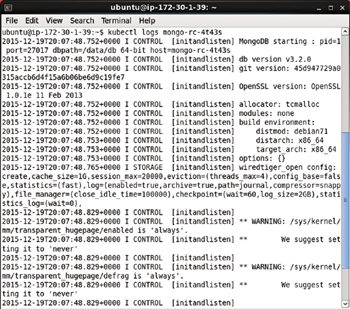 ubuntu@ip-172-30-1-39: ~
File Edit View Search Terminal Help
ubuntu@ip-172-30-1-39:~$ kubectl logs mongo-rc-4t43s
2015-12-19T20:07:48.752+0000 I CONTROL [initandlisten] MongoDB starting : pid=1
port=27017 dbpath=/data/db 64-bit host=mongo-rc-4t43s
2015-12-19T20:07:48.752+0000 I CONTROL [initandlisten] db version v3.2.0
2015-12-19T20:07:48.752+0000 I CONTROL [initandlisten] git version: 45d947729a0
315accb6d4f15a6b06be6d9c19fe7
2015-12-19T20:07:48.752+0000 I CONTROL [initandlisten] OpenSSL version: OpenSSL
1.0.1e 11 Feb 2013
2015-12-19T20:07:48.752+0000 I CONTROL [initandlisten] allocator: tcmalloc
2015-12-19T20:07:48.752+0000 I CONTROL [initandlisten] modules: none
2015-12-19T20:07:48.752+0000 I CONTROL [initandlisten] build environment:
2015-12-19T20:07:48.752+0000 I CONTROL [initandlisten] distmod: debian71
2015-12-19T20:07:48.752+0000 I CONTROL [initandlisten] distarch: x86_64
2015-12-19T20:07:48.752+0000 I CONTROL [initandlisten] target_arch: x86_64
2015-12-19T20:07:48.752+0000 I CONTROL [initandlisten] options: {}
2015-12-19T20:07:48.765+0000 I STORAGE [initandlisten] wiredtiger_open config:
create,cache_size=1G,session_max=20000,eviction=(threads_max=4),config_base=fals
e,statistics=(fast),log=(enabled=true,archive=true,path=journal,compressor=snapp
y),file_manager=(close_idle_time=100000),checkpoint=(wait=60,log_size=2GB),stati
stics_log=(wait=0),
2015-12-19T20:07:48.829+0000 I CONTROL [initandlisten] ** WARNING: /sys/kernel/
mm/transparent_hugepage/enabled is 'always'.
2015-12-19T20:07:48.829+0000 I CONTROL [initandlisten] ** We suggest set
ting it to 'never'
2015-12-19T20:07:48.829+0000 I CONTROL [initandlisten]
2015-12-19T20:07:48.829+0000 I CONTROL [initandlisten] ** WARNING: /sys/kernel/
mm/transparent_hugepage/defrag is 'always'.
2015-12-19T20:07:48.829+0000 I CONTROL [initandlisten] ** We suggest set
ting it to 'never'
2015-12-19T20:07:48.829+0000 I CONTROL [initandlisten]